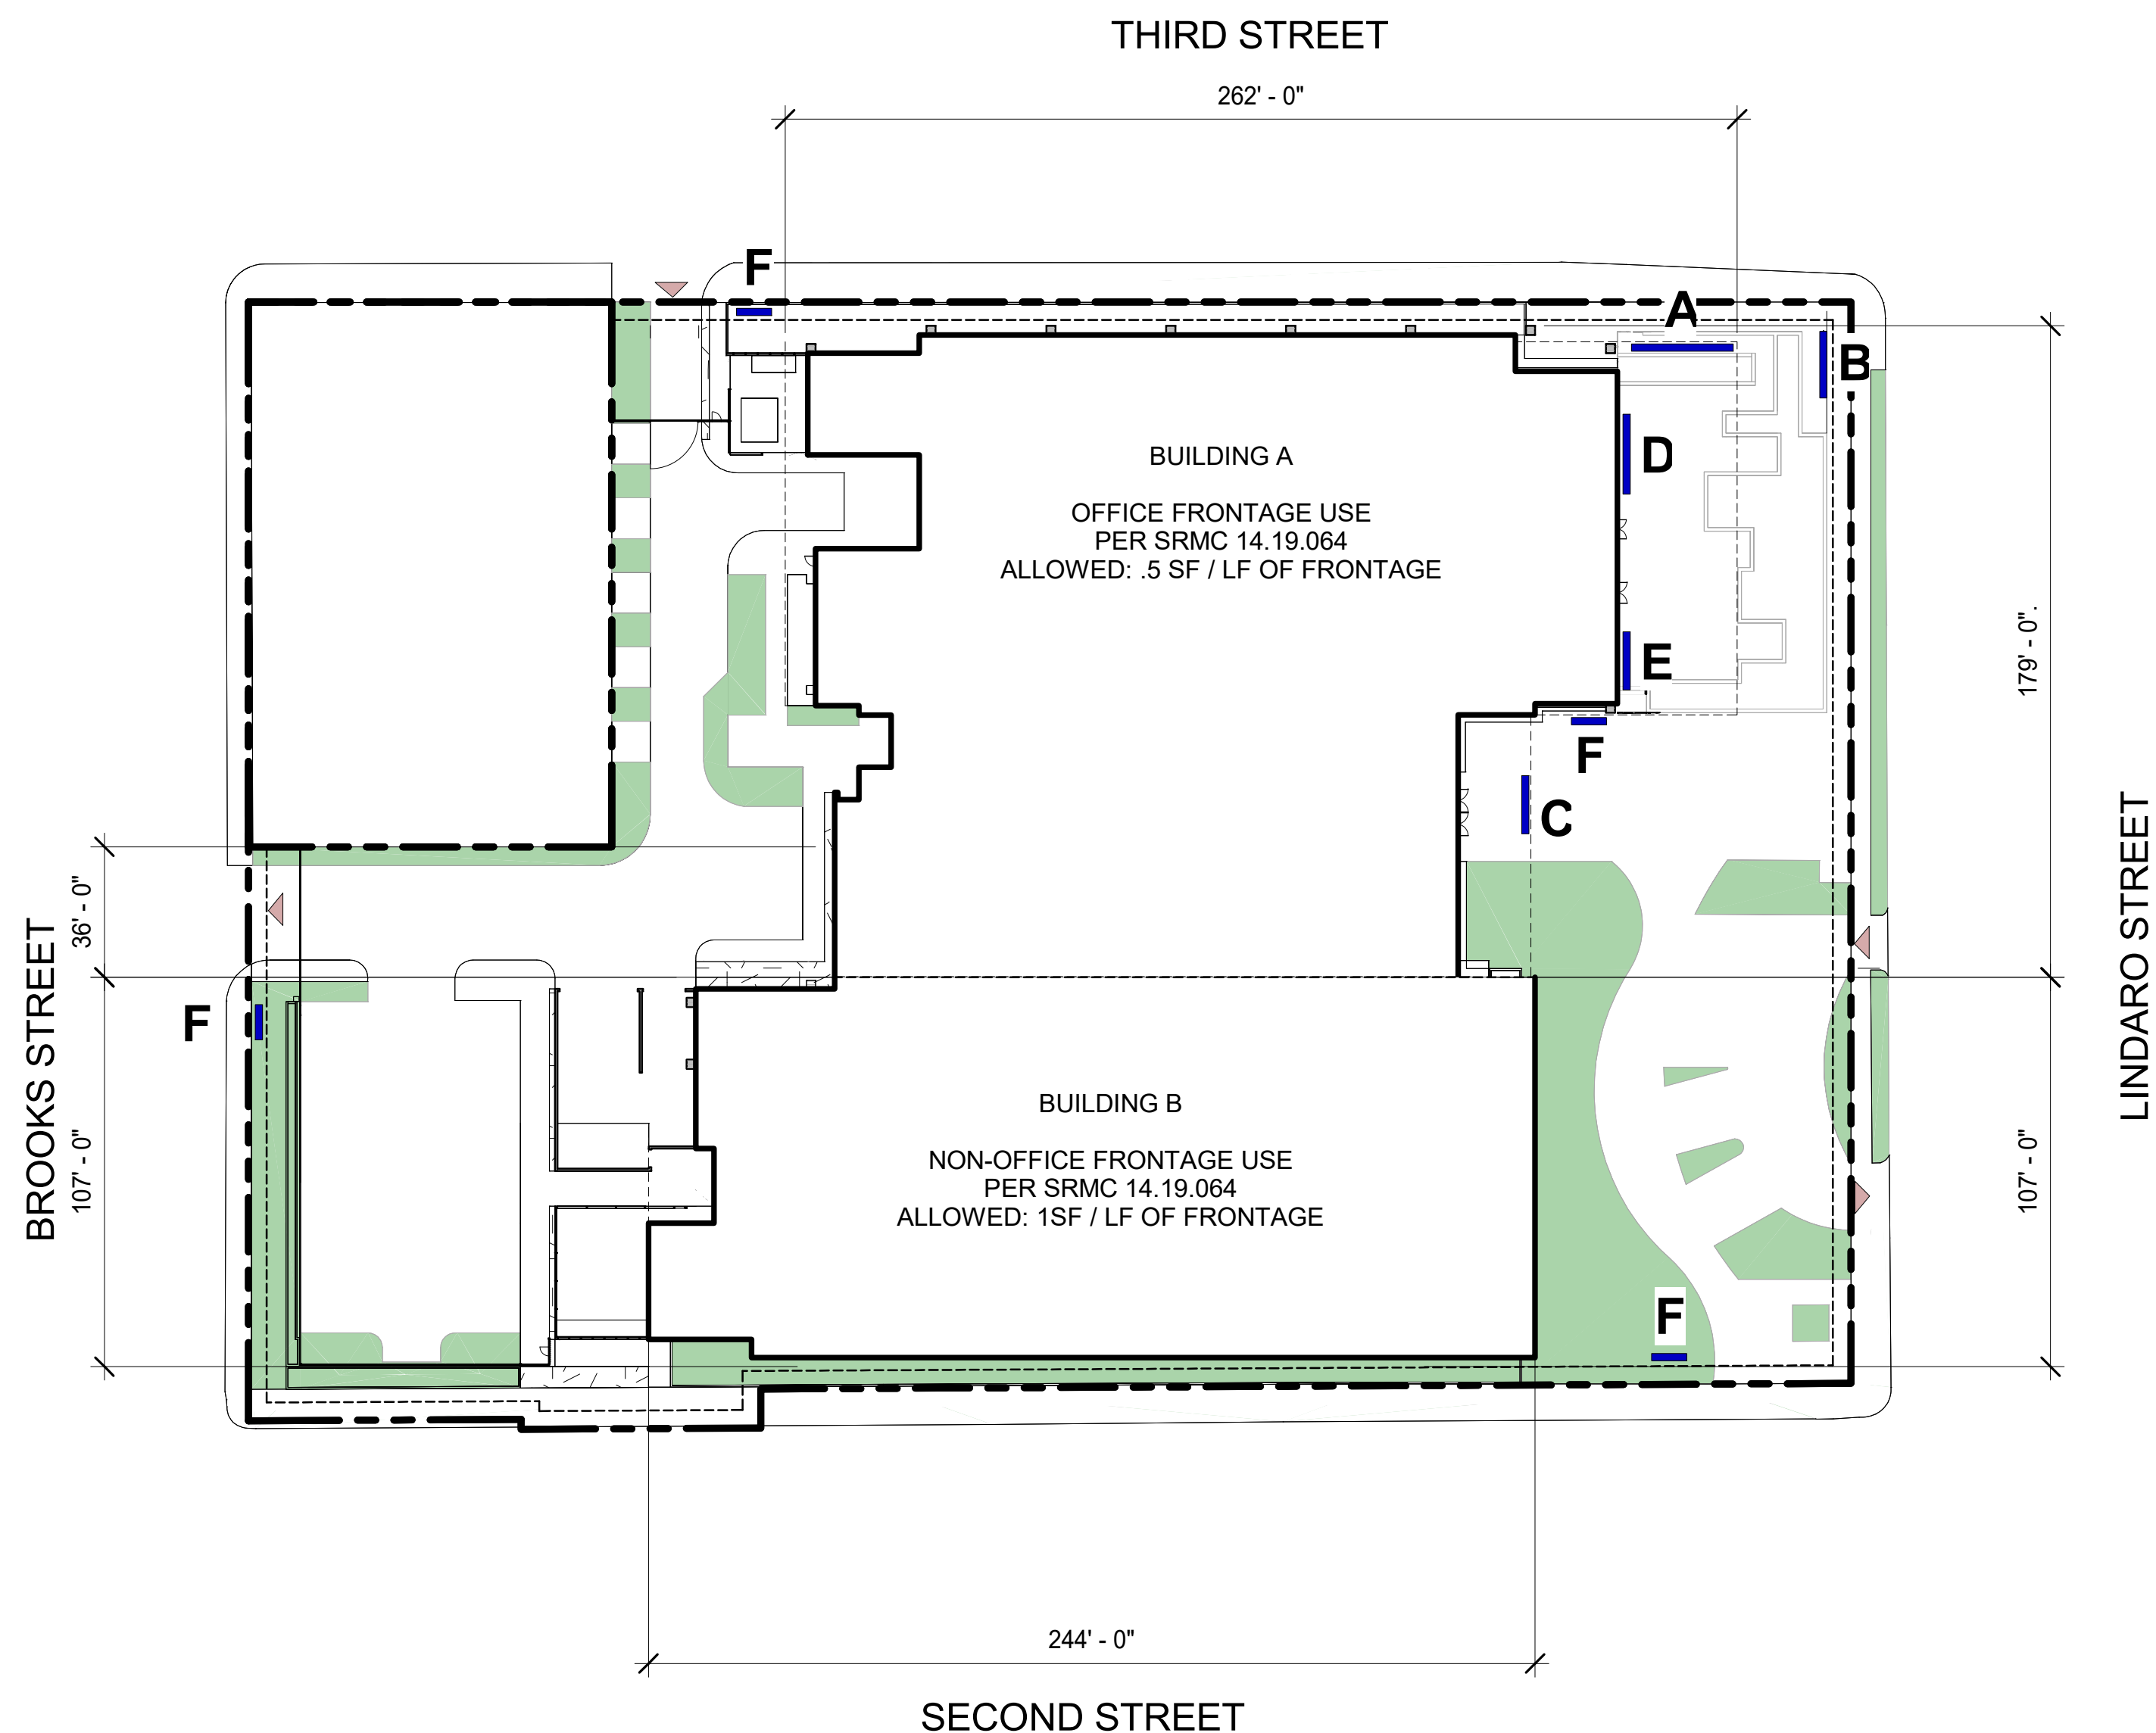 THIRD STREET
262' - 0"
F
A
B
BUILDING A
D
OFFICE FRONTAGE USE
PER SRMC 14.19.064
ALLOWED: .5 SF / LF OF FRONTAGE
179' - 0".
E
F
C
36' - 0"
LINDARO STREET
BROOKS STREET
F
BUILDING B
107' - 0"
NON-OFFICE FRONTAGE USE
PER SRMC 14.19.064
ALLOWED: 1SF / LF OF FRONTAGE
107' - 0"
F
244' - 0"
SECOND STREET